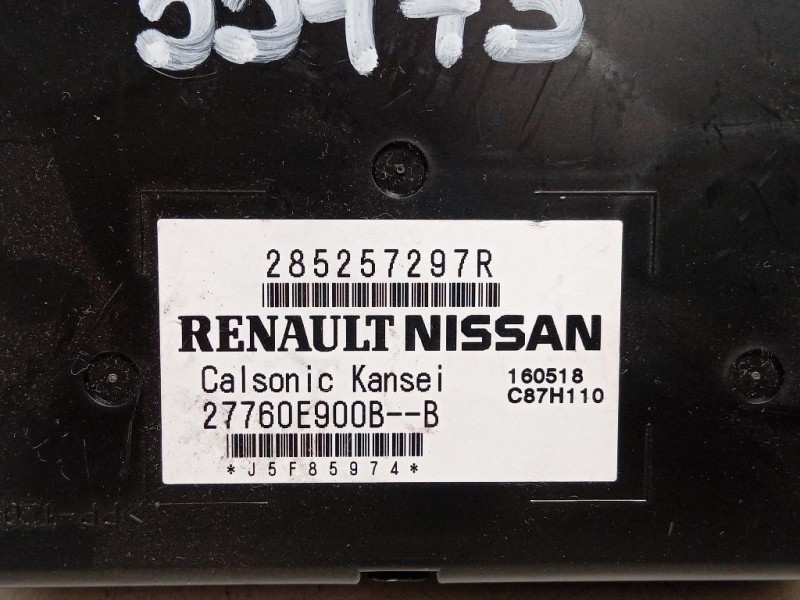 285257297R
RENAULT NISSAN
Calsonic Kansei
160518
C87H110
27760E900B--B
*J5F85974*